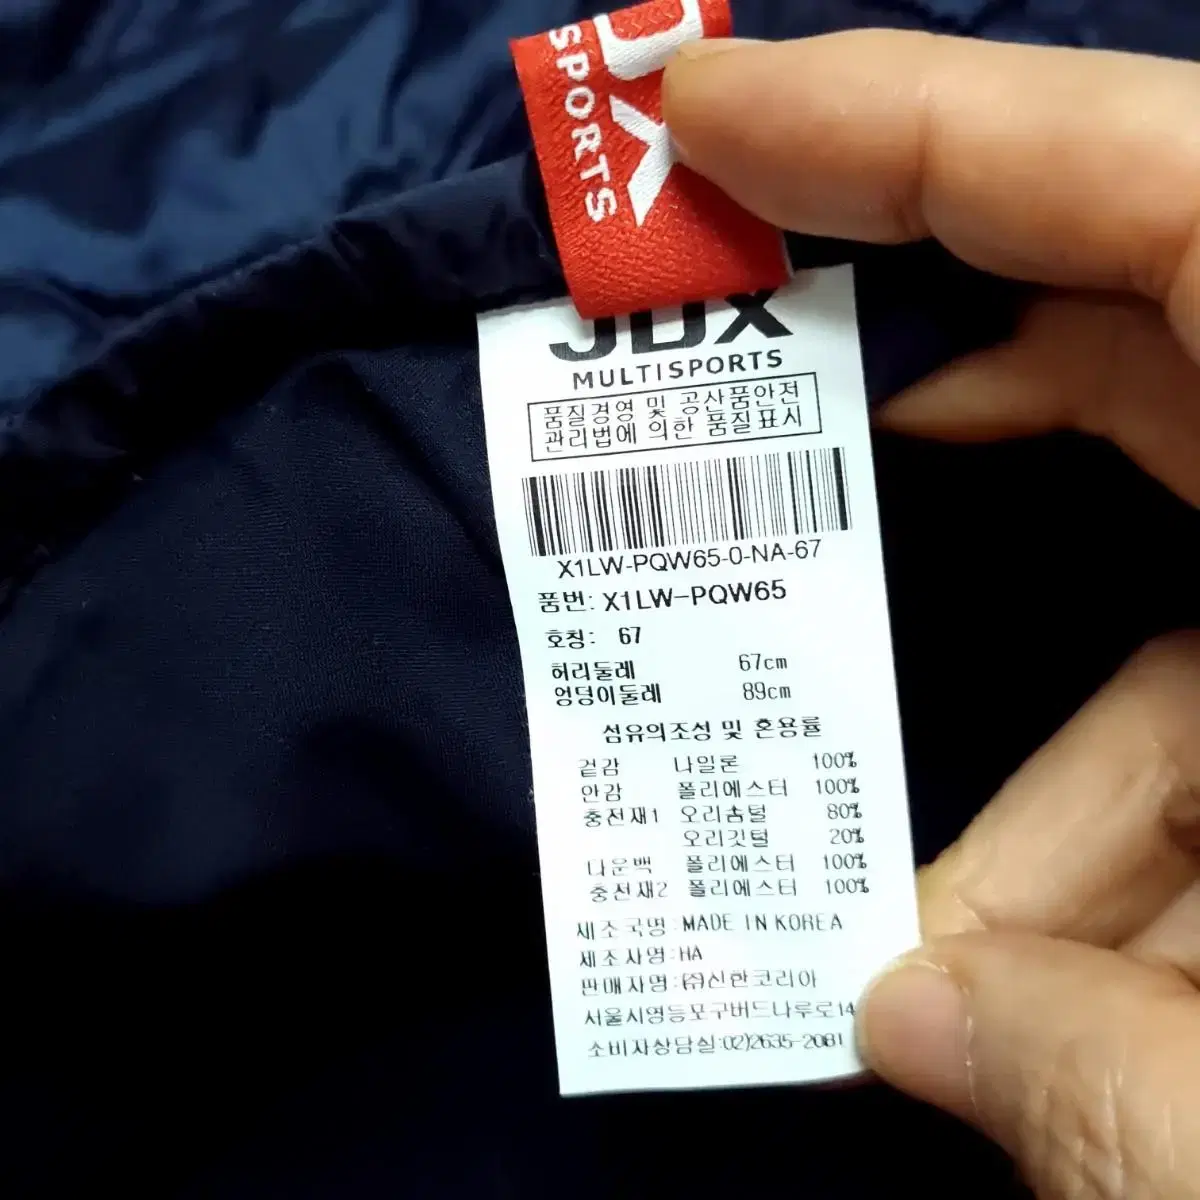 SPORTS
JDX
MULTISPORTS
품질경영 및 공산품안전
관리법에 의한 품질표시
X1LW-PQW65-0-NA-67
품번: X1LW-PQW65
호칭: 67
허리둘레 67cm
엉덩이둘레 89cm
섬유의조성 및 혼용률
겉감 나일론 100%
안감 폴리에스터 100%
충전재1 오리솜털 80%
오리깃털 20%
다운백 폴리에스터 100%
충전재2 폴리에스터 100%
제조국명:MADE IN KOREA
제조자명:HA
판매자명:㈜신한코리아
서울시영등포구버드나루로14
소비자상담실:02)2635-2081